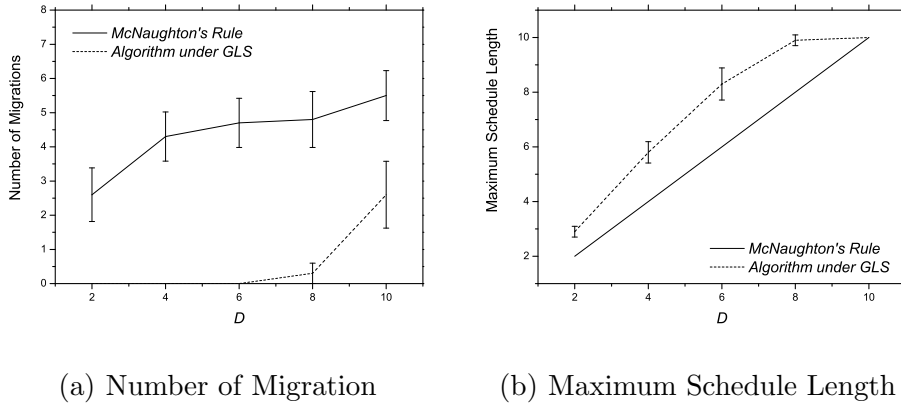 8
7
6
5
4
3
2
1
0
2 4 6 8 10
Number of Migrations
D
McNaughton's Rule
Algorithm under GLS
(a) Number of Migration
10
8
6
4
2
2 4 6 8 10
Maximum Schedule Length
D
McNaughton's Rule
Algorithm under GLS
(b) Maximum Schedule Length